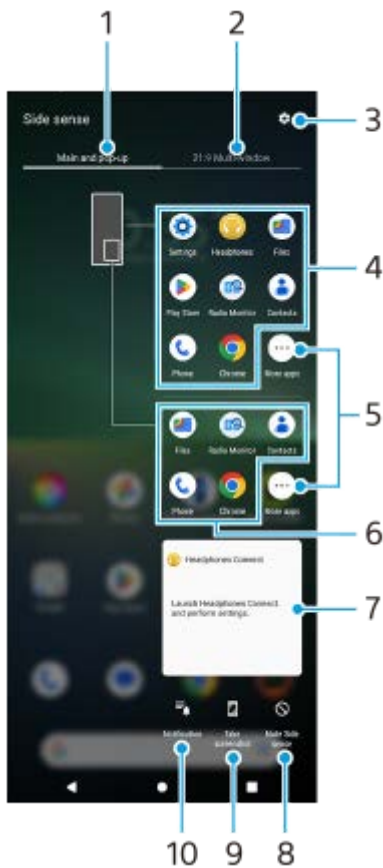 1
2
Side sense
3
Main and pop-up
21:9 Multi-window
Settings
Headphones
Files
4
Play Store
Radio Monitor
Contacts
Phone
Chrome
More apps
5
Files
Radio Monitor
Contacts
Phone
Chrome
More apps
6
Headphones Connect
Launch Headphones Connect
and perform settings.
7
Notification
Take
screenshot
Hide Side
sense
10
9
8